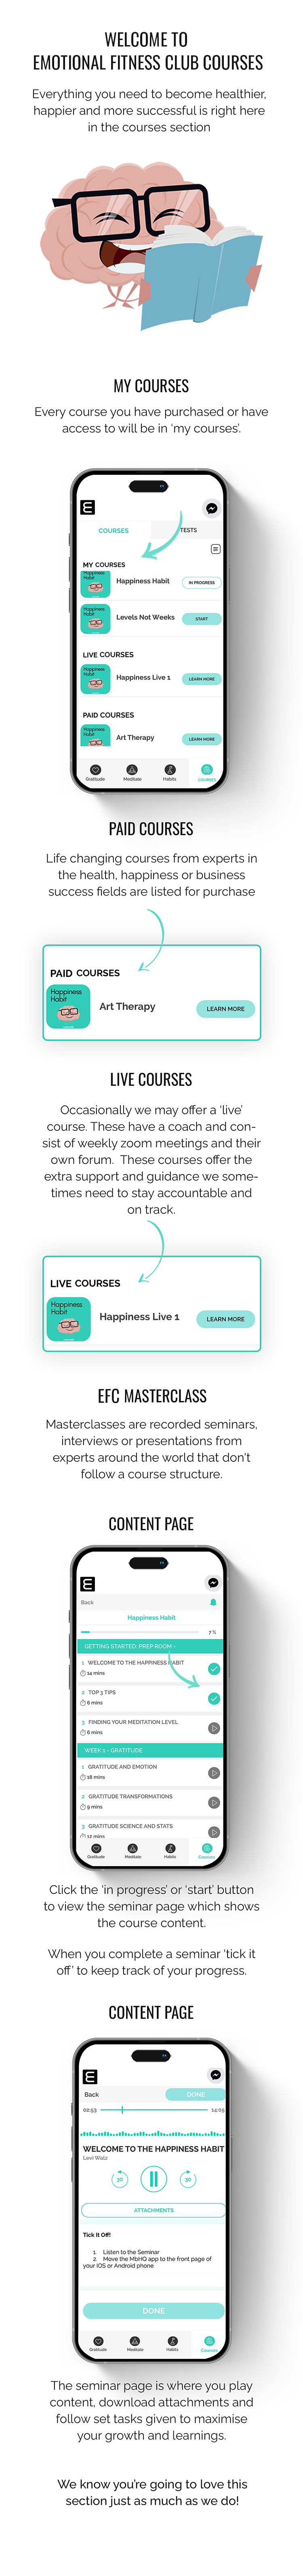 WELCOME TO
EMOTIONAL FITNESS CLUB COURSES
Everything you need to become healthier,
happier and more successful is right here
in the courses section
MY COURSES
Every course you have purchased or have
access to will be in ‘my courses’.
COURSES
TESTS
MY COURSES
Happiness
Habit
Happiness Habit
IN PROGRESS
Happiness
Habit
Levels Not Weeks
START
LIVE COURSES
Happiness
Habit
Happiness Live 1
LEARN MORE
PAID COURSES
Happiness
Habit
Art Therapy
LEARN MORE
Gratitude
Meditate
Habits
Courses
PAID COURSES
Life changing courses from experts in
the health, happiness or business
success fields are listed for purchase
PAID COURSES
Happiness
Habit
Art Therapy
LEARN MORE
LIVE COURSES
Occasionally we may offer a ‘live’
course. These have a coach and con-
sist of weekly zoom meetings and their
own forum. These courses offer the
extra support and guidance we some-
times need to stay accountable and
on track.
LIVE COURSES
Happiness
Habit
Happiness Live 1
LEARN MORE
EFC MASTERCLASS
Masterclasses are recorded seminars,
interviews or presentations from
experts around the world that don't
follow a course structure.
CONTENT PAGE
Back
Happiness Habit
7%
GETTING STARTED: PREP ROOM -
1 WELCOME TO THE HAPPINESS HABIT
14 mins
2 TOP 3 TIPS
6 mins
3 FINDING YOUR MEDITATION LEVEL
6 mins
WEEK 1 - GRATITUDE
1 GRATITUDE AND EMOTION
18 mins
2 GRATITUDE TRANSFORMATIONS
9 mins
3 GRATITUDE SCIENCE AND STATS
12 mins
Gratitude
Meditate
Habits
Courses
Click the ‘in progress’ or ‘start’ button
to view the seminar page which shows
the course content.
When you complete a seminar ‘tick it
off’ to keep track of your progress.
CONTENT PAGE
Back
DONE
02:53
14:05
WELCOME TO THE HAPPINESS HABIT
Levi Walz
30
30
ATTACHMENTS
Tick It Off!
1. Listen to the Seminar
2. Move the MbHQ app to the front page of
your IOS or Android phone
DONE
Gratitude
Meditate
Habits
Courses
The seminar page is where you play
content, download attachments and
follow set tasks given to maximise
your growth and learnings.
We know you’re going to love this
section just as much as we do!